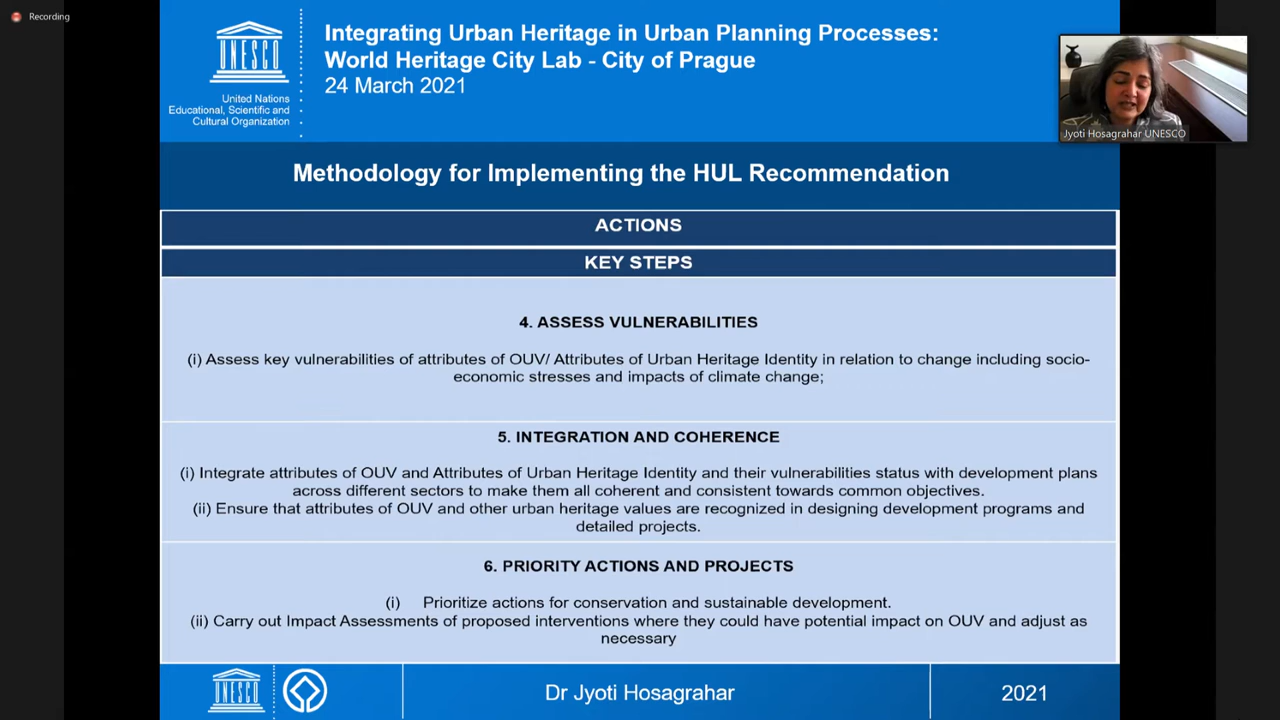 Recording
UNESCO
United Nations
Educational, Scientific and
Cultural Organization
Integrating Urban Heritage in Urban Planning Processes:
World Heritage City Lab - City of Prague
24 March 2021
Jyoti Hosagrahar UNESCO
Methodology for Implementing the HUL Recommendation
ACTIONS
KEY STEPS
4. ASSESS VULNERABILITIES
(i) Assess key vulnerabilities of attributes of OUV/ Attributes of Urban Heritage Identity in relation to change including socio-
economic stresses and impacts of climate change;
5. INTEGRATION AND COHERENCE
(i) Integrate attributes of OUV and Attributes of Urban Heritage Identity and their vulnerabilities status with development plans
across different sectors to make them all coherent and consistent towards common objectives.
(ii) Ensure that attributes of OUV and other urban heritage values are recognized in designing development programs and
detailed projects.
6. PRIORITY ACTIONS AND PROJECTS
(i) Prioritize actions for conservation and sustainable development.
(ii) Carry out Impact Assessments of proposed interventions where they could have potential impact on OUV and adjust as
necessary
UNESCO
Dr Jyoti Hosagrahar
2021